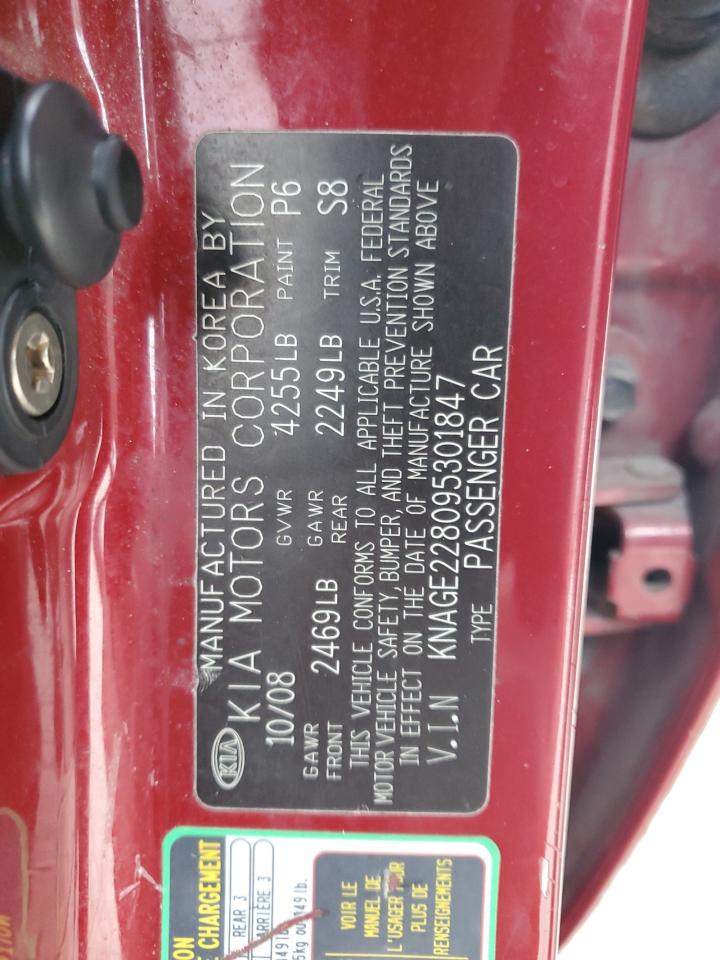 MANUFACTURED IN KOREA BY
KIA KIA MOTORS CORPORATION
10/08 GVWR 4255LB PAINT P6
GAWR FRONT 2469LB GAWR REAR 2249LB TRIM S8
THIS VEHICLE CONFORMS TO ALL APPLICABLE U.S.A. FEDERAL
MOTOR VEHICLE SAFETY, BUMPER, AND THEFT PREVENTION STANDARDS
IN EFFECT ON THE DATE OF MANUFACTURE SHOWN ABOVE
V.I.N KNAGE228095301847
TYPE PASSENGER CAR
CHARGEMENT
REAR 3
ARRIÈRE 3
149 lb.
VOIR LE
MANUEL DE
L'USAGER POUR
PLUS DE
RENSEIGNEMENTS